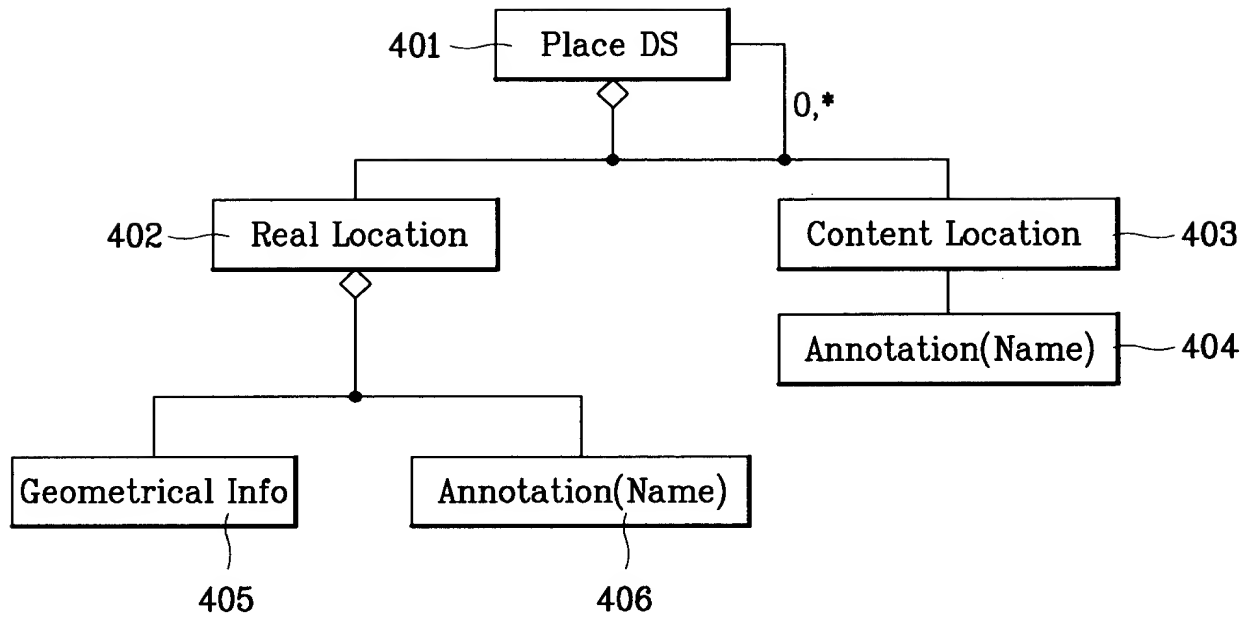 401
Place DS
0,*
402
Real Location
Content Location
403
Annotation(Name)
404
Geometrical Info
Annotation(Name)
405
406